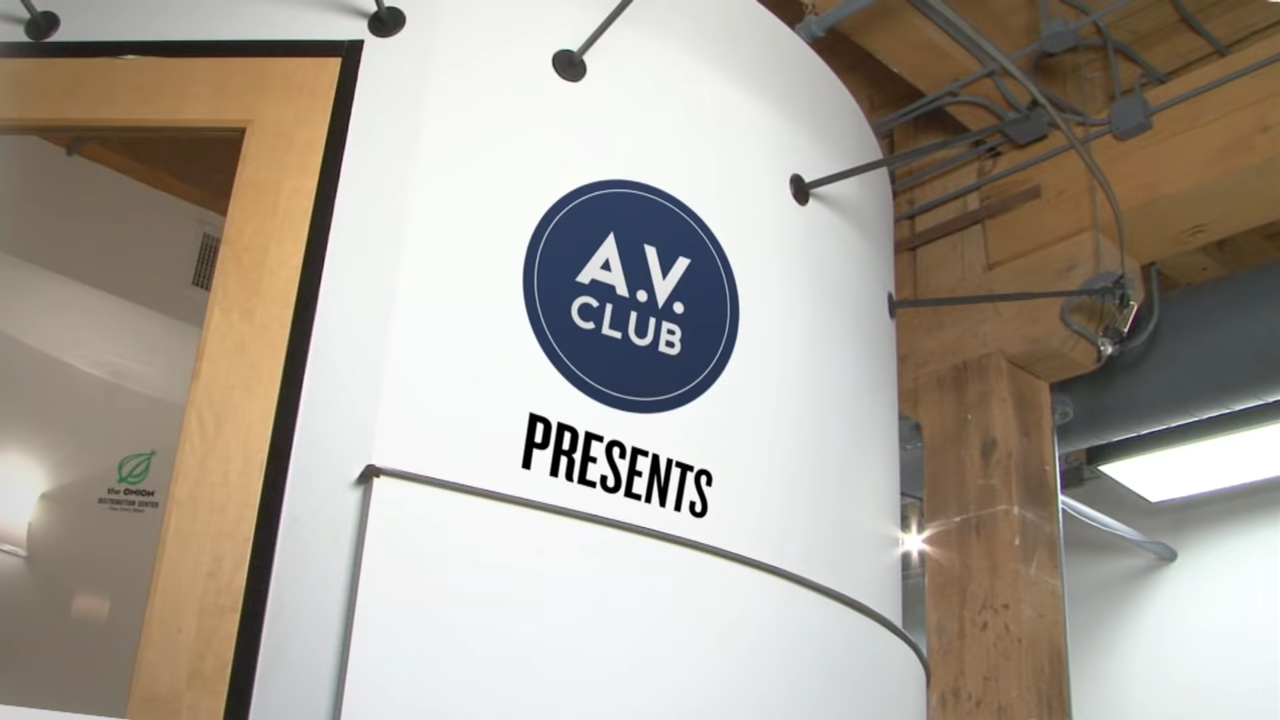 A.V.
CLUB
PRESENTS
the ONION
DISTRIBUTION CENTER